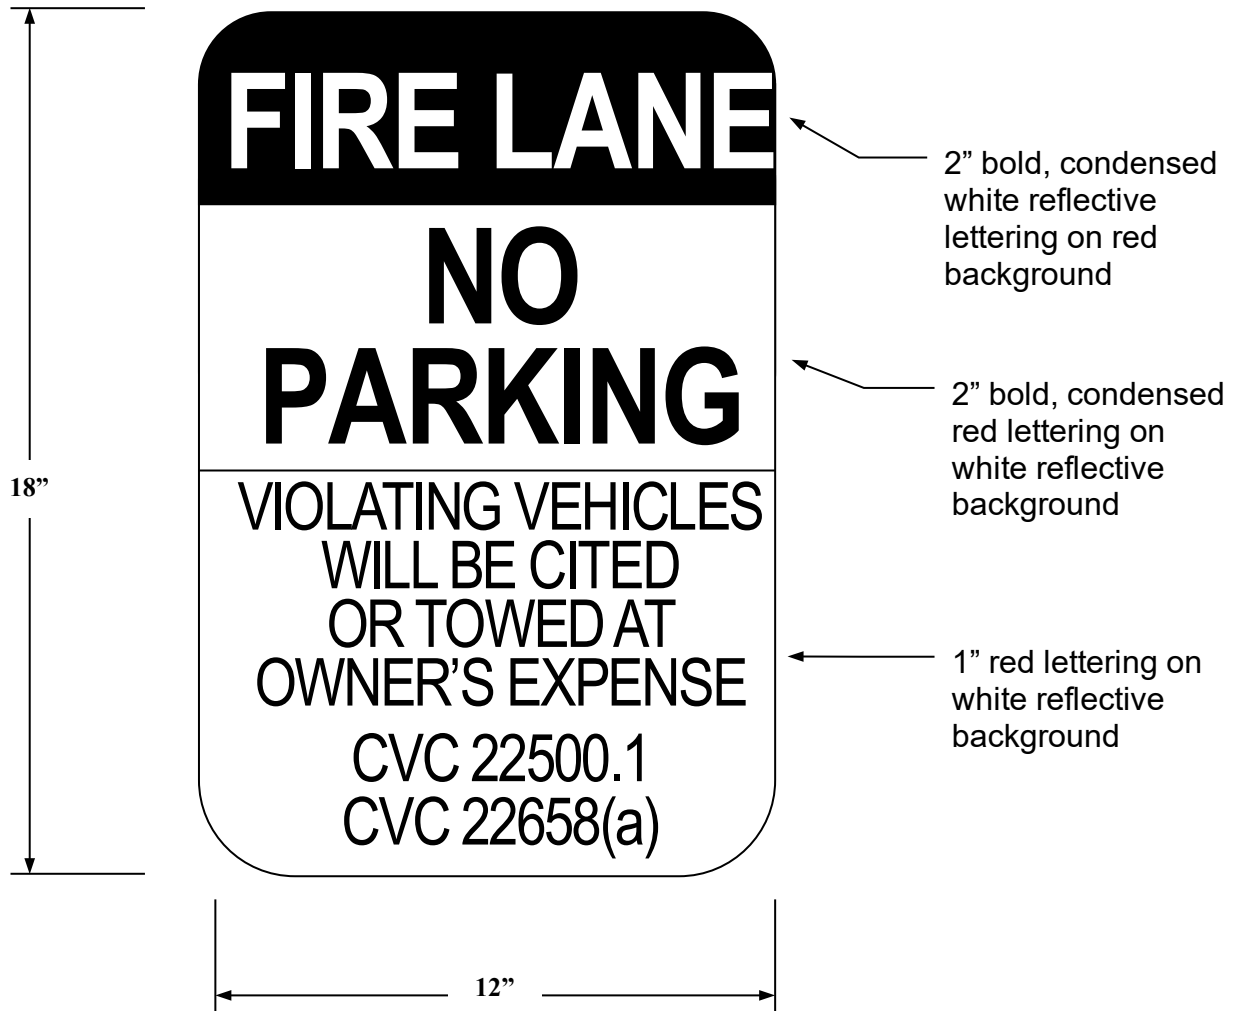 FIRE LANE
NO
PARKING
VIOLATING VEHICLES
WILL BE CITED
OR TOWED AT
OWNER’S EXPENSE
CVC 22500.1
CVC 22658(a)
18”
12”
2” bold, condensed
white reflective
lettering on red
background
2” bold, condensed
red lettering on
white reflective
background
1” red lettering on
white reflective
background